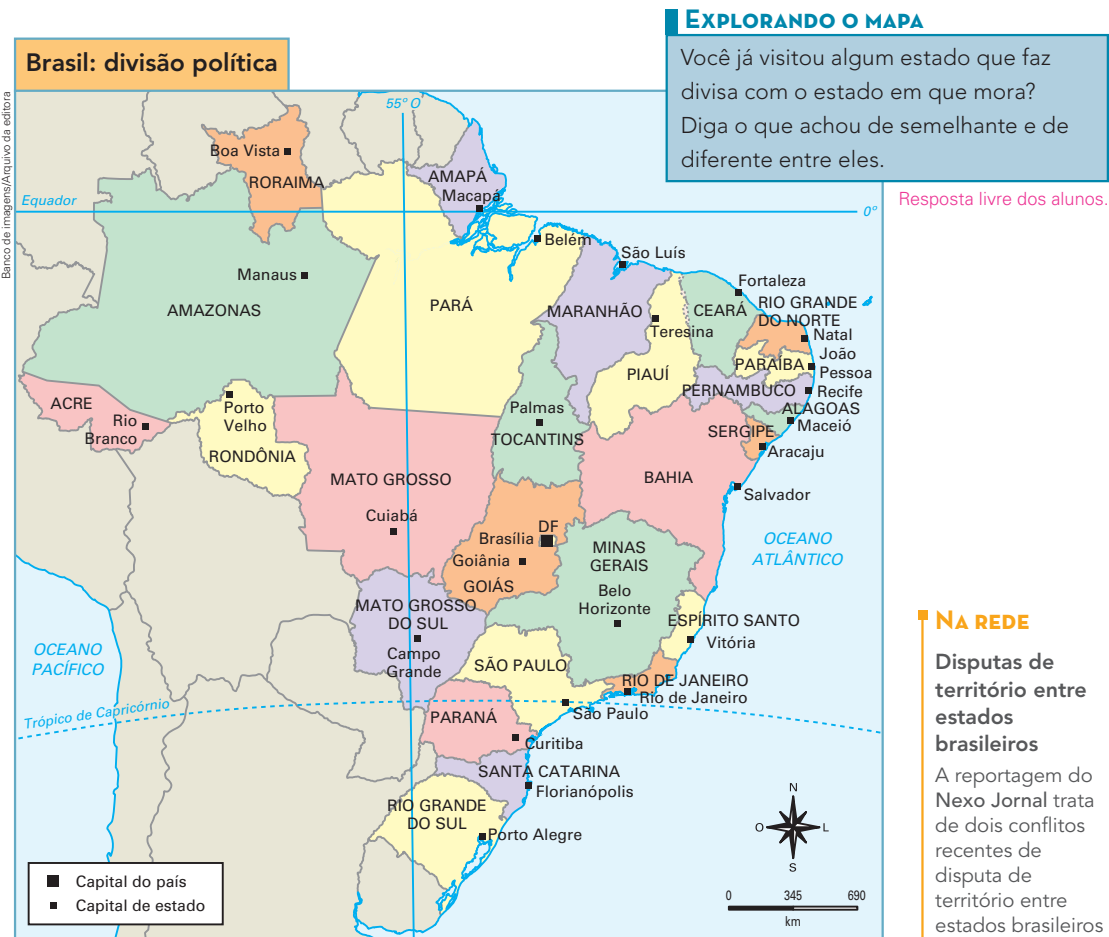 EXPLORANDO O MAPA
Você já visitou algum estado que faz
divisa com o estado em que mora?
Diga o que achou de semelhante e de
diferente entre eles.
Resposta livre dos alunos.
Brasil: divisão política
Banco de imagens/Arquivo da editora
55º O
Boa Vista
RORAIMA
AMAPÁ
Macapá
Equador
0º
Belém
São Luís
Manaus
Fortaleza
AMAZONAS
PARÁ
MARANHÃO
CEARÁ
RIO GRANDE
DO NORTE
Natal
Teresina
João
Pessoa
PARAÍBA
PIAUÍ
PERNAMBUCO
Recife
ACRE
Rio
Branco
Porto
Velho
RONDÔNIA
Palmas
TOCANTINS
ALAGOAS
Maceió
SERGIPE
Aracaju
MATO GROSSO
Cuiabá
BAHIA
Salvador
DF
Brasília
Goiânia
GOIÁS
MINAS
GERAIS
Belo
Horizonte
OCEANO
ATLÂNTICO
MATO GROSSO
DO SUL
Campo
Grande
ESPÍRITO SANTO
Vitória
OCEANO
PACÍFICO
SÃO PAULO
RIO DE JANEIRO
Rio de Janeiro
São Paulo
Trópico de Capricórnio
PARANÁ
Curitiba
SANTA CATARINA
Florianópolis
RIO GRANDE
DO SUL
Porto Alegre
N
O
L
S
0 345 690
km
Capital do país
Capital de estado
NA REDE
Disputas de
território entre
estados
brasileiros
A reportagem do
Nexo Jornal trata
de dois conflitos
recentes de
disputa de
território entre
estados brasileiros